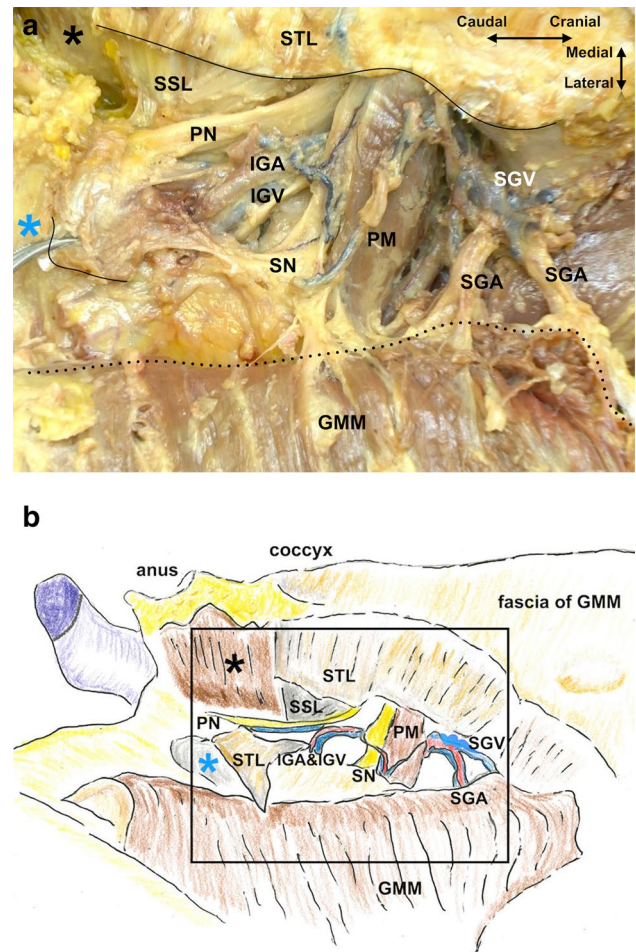 a
*
STL
Caudal Cranial
Medial
Lateral
SSL
PN
IGA
IGV
SGV
*
SN
PM
SGA
SGA
GMM
b
coccyx
anus
fascia of GMM
*
STL
SSL
PN
PM
SGV
*
STL
IGA&IGV
SN
SGA
GMM